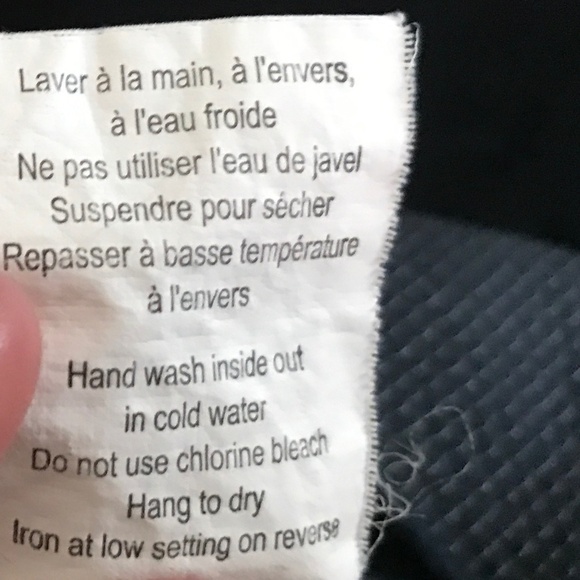 Laver à la main, à l'envers,
à l'eau froide
Ne pas utiliser l'eau de javel
Suspendre pour sécher
Repasser à basse température
à l'envers
Hand wash inside out
in cold water
Do not use chlorine bleach
Hang to dry
Iron at low setting on reverse